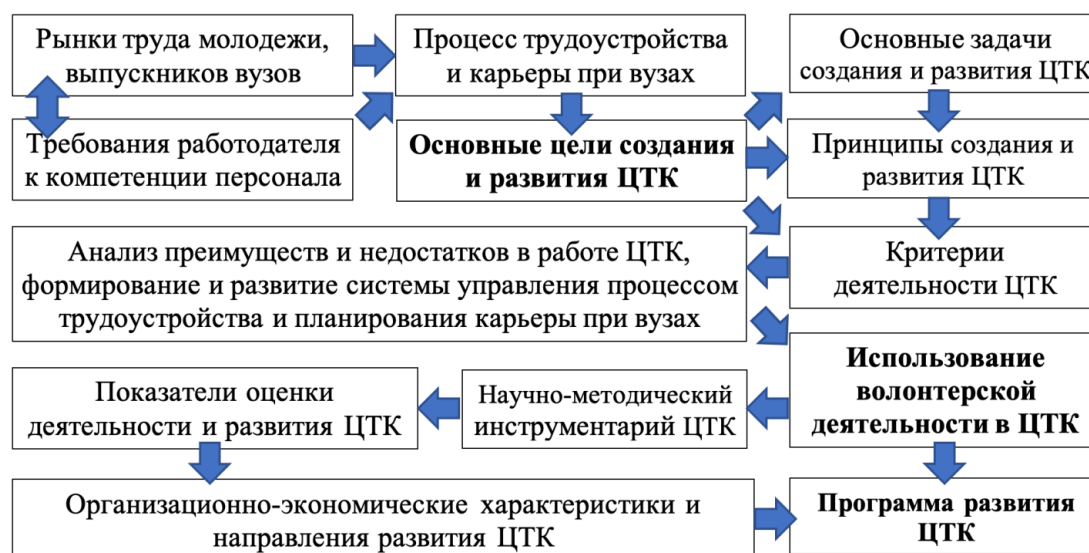 Рынки труда молодежи,
выпускников вузов
Процесс трудоустройства
и карьеры при вузах
Основные задачи
создания и развития ЦТК
Требования работодателя
к компетенции персонала
Основные цели создания
и развития ЦТК
Принципы создания и
развития ЦТК
Анализ преимуществ и недостатков в работе ЦТК,
формирование и развитие системы управления процессом
трудоустройства и планирования карьеры при вузах
Критерии
деятельности ЦТК
Использование
волонтерской
деятельности в ЦТК
Научно-методический
инструментарий ЦТК
Показатели оценки
деятельности и развития ЦТК
Организационно-экономические характеристики и
направления развития ЦТК
Программа развития
ЦТК